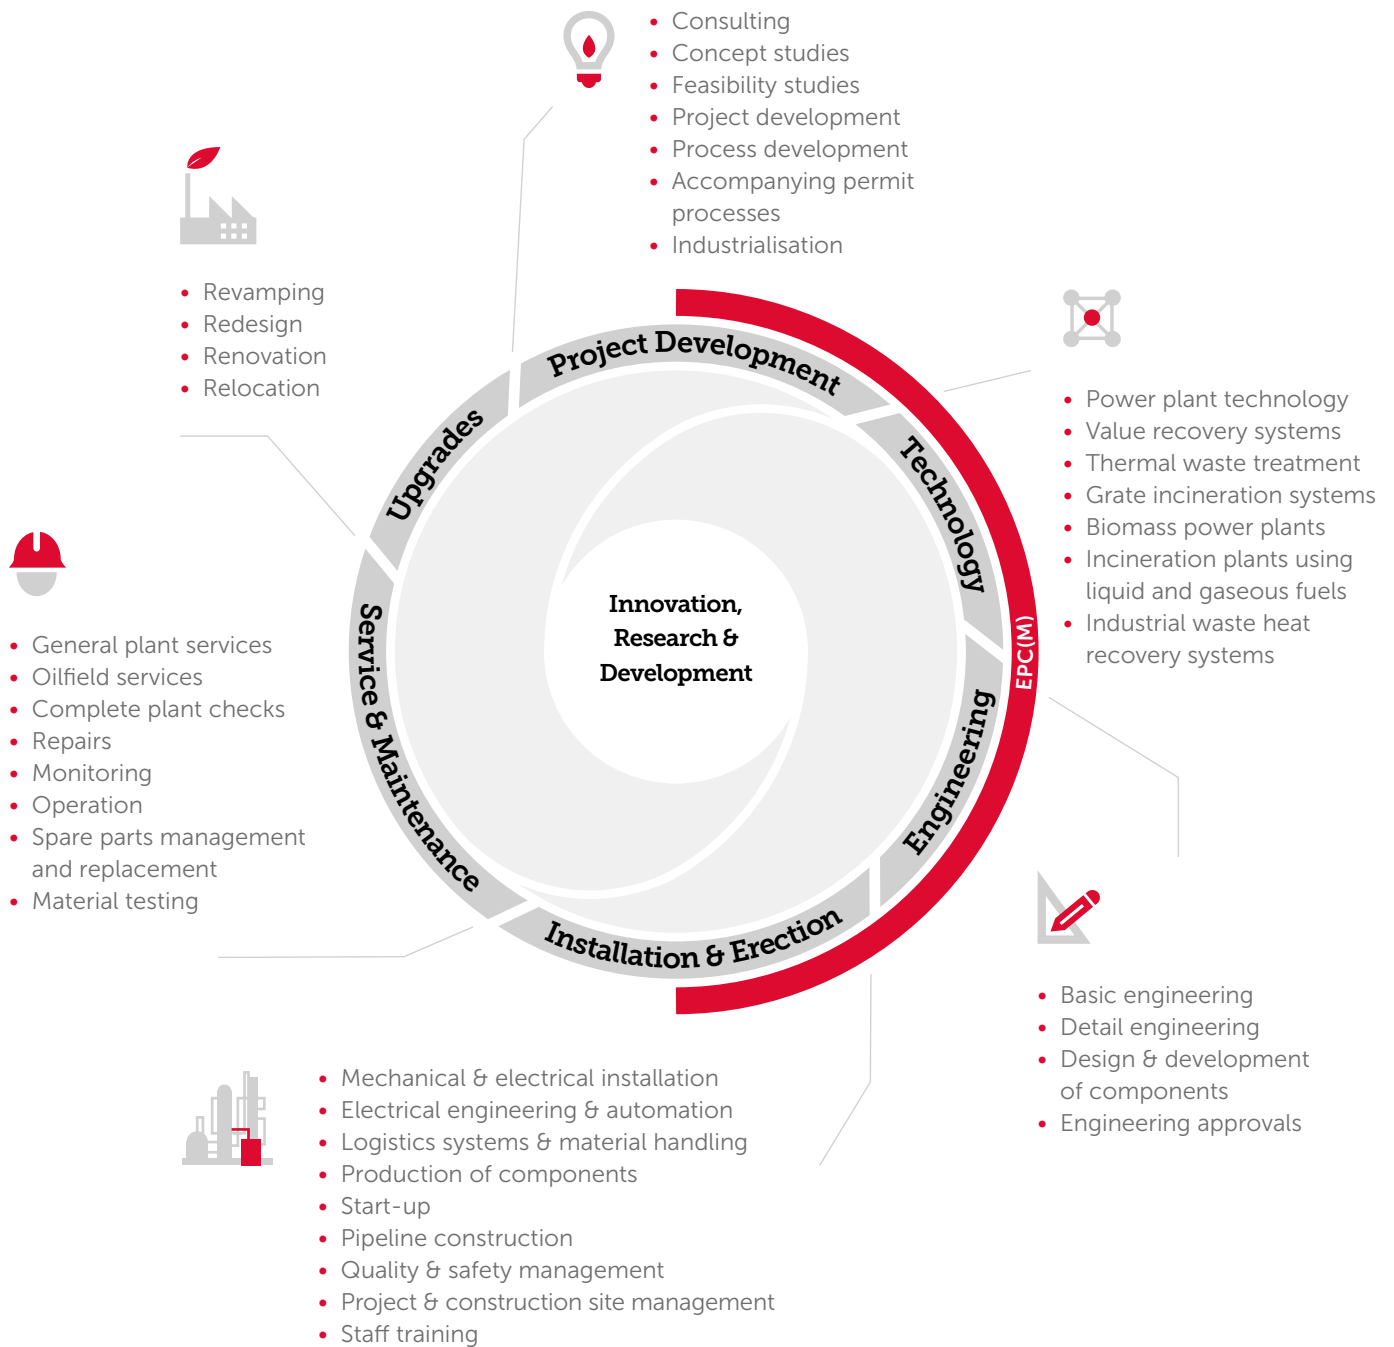 • Consulting
• Concept studies
• Feasibility studies
• Project development
• Process development
• Accompanying permit
processes
• Industrialisation
• Revamping
• Redesign
• Renovation
• Relocation
• Power plant technology
• Value recovery systems
• Thermal waste treatment
• Grate incineration systems
• Biomass power plants
• Incineration plants using
liquid and gaseous fuels
• Industrial waste heat
recovery systems
Project Development
Technology
Engineering
Installation & Erection
Service & Maintenance
Upgrades
EPC(M)
Innovation,
Research &
Development
• General plant services
• Oilfield services
• Complete plant checks
• Repairs
• Monitoring
• Operation
• Spare parts management
and replacement
• Material testing
• Basic engineering
• Detail engineering
• Design & development
of components
• Engineering approvals
• Mechanical & electrical installation
• Electrical engineering & automation
• Logistics systems & material handling
• Production of components
• Start-up
• Pipeline construction
• Quality & safety management
• Project & construction site management
• Staff training